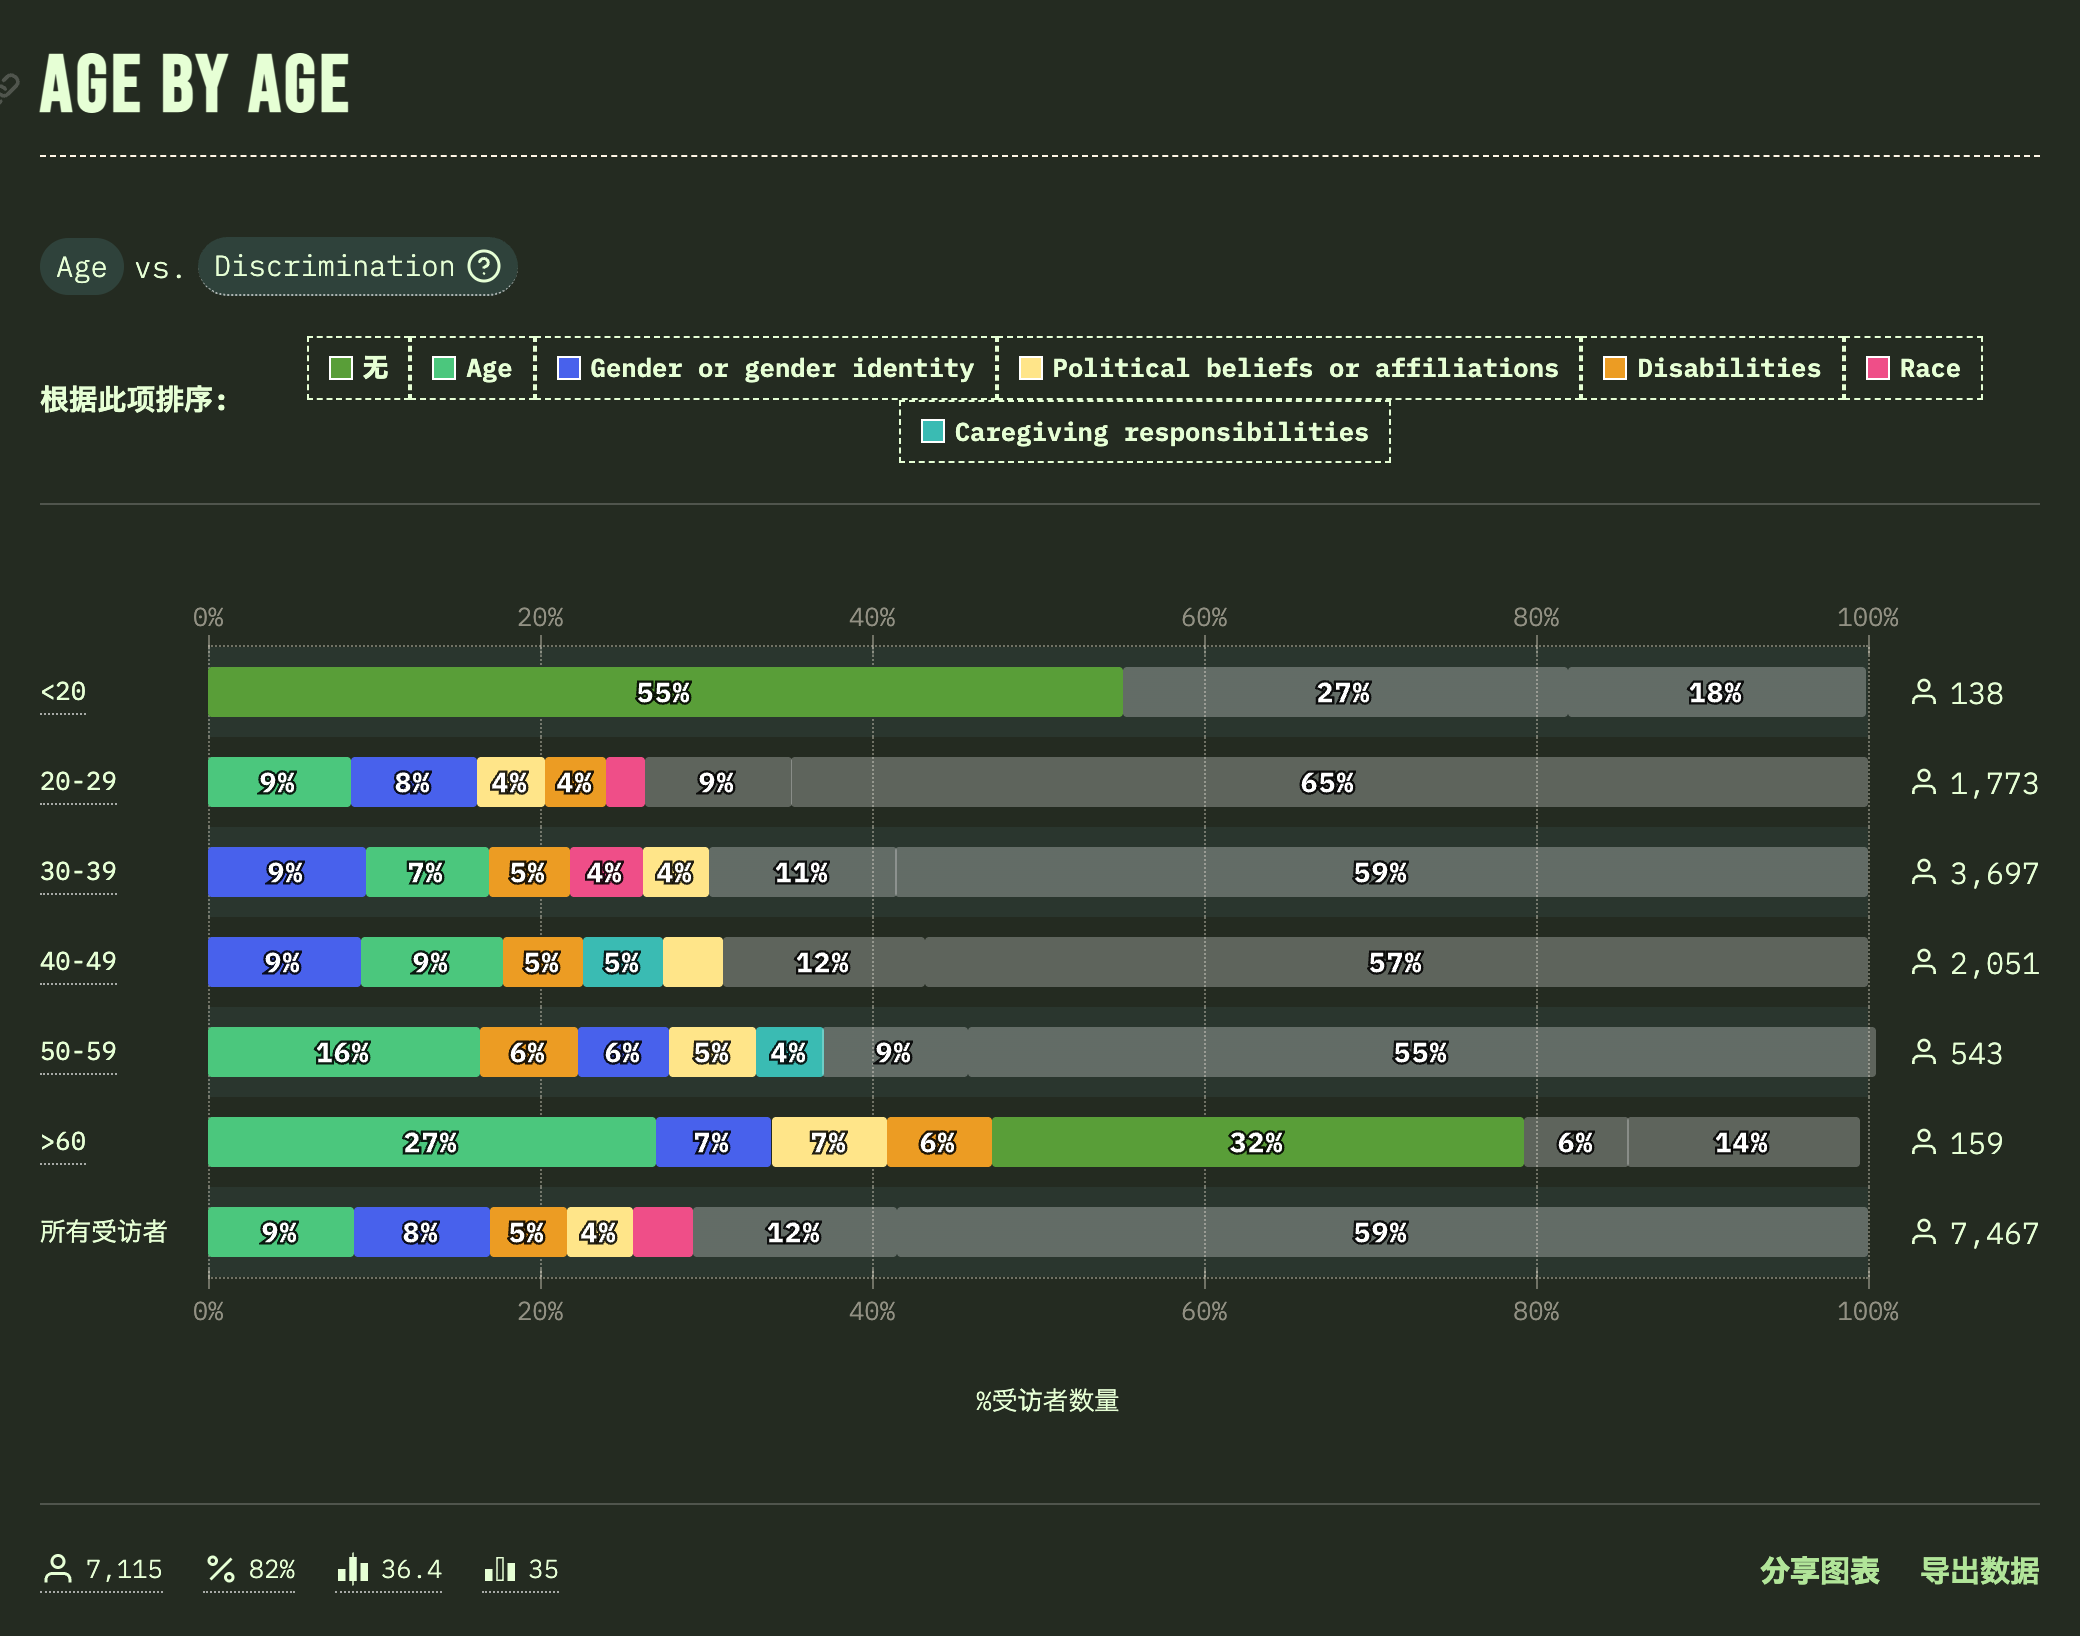 AGE BY AGE
Age vs. Discrimination ?
根据此项排序:
无 Age Gender or gender identity Political beliefs or affiliations Disabilities Race
Caregiving responsibilities
0% 20% 40% 60% 80% 100%
<20 55% 27% 18% 138
20-29 9% 8% 4% 4% 9% 65% 1,773
30-39 9% 7% 5% 4% 4% 11% 59% 3,697
40-49 9% 9% 5% 5% 12% 57% 2,051
50-59 16% 6% 6% 5% 4% 9% 55% 543
>60 27% 7% 7% 6% 32% 6% 14% 159
所有受访者 9% 8% 5% 4% 12% 59% 7,467
0% 20% 40% 60% 80% 100%
%受访者数量
7,115 82% 36.4 35 分享图表 导出数据